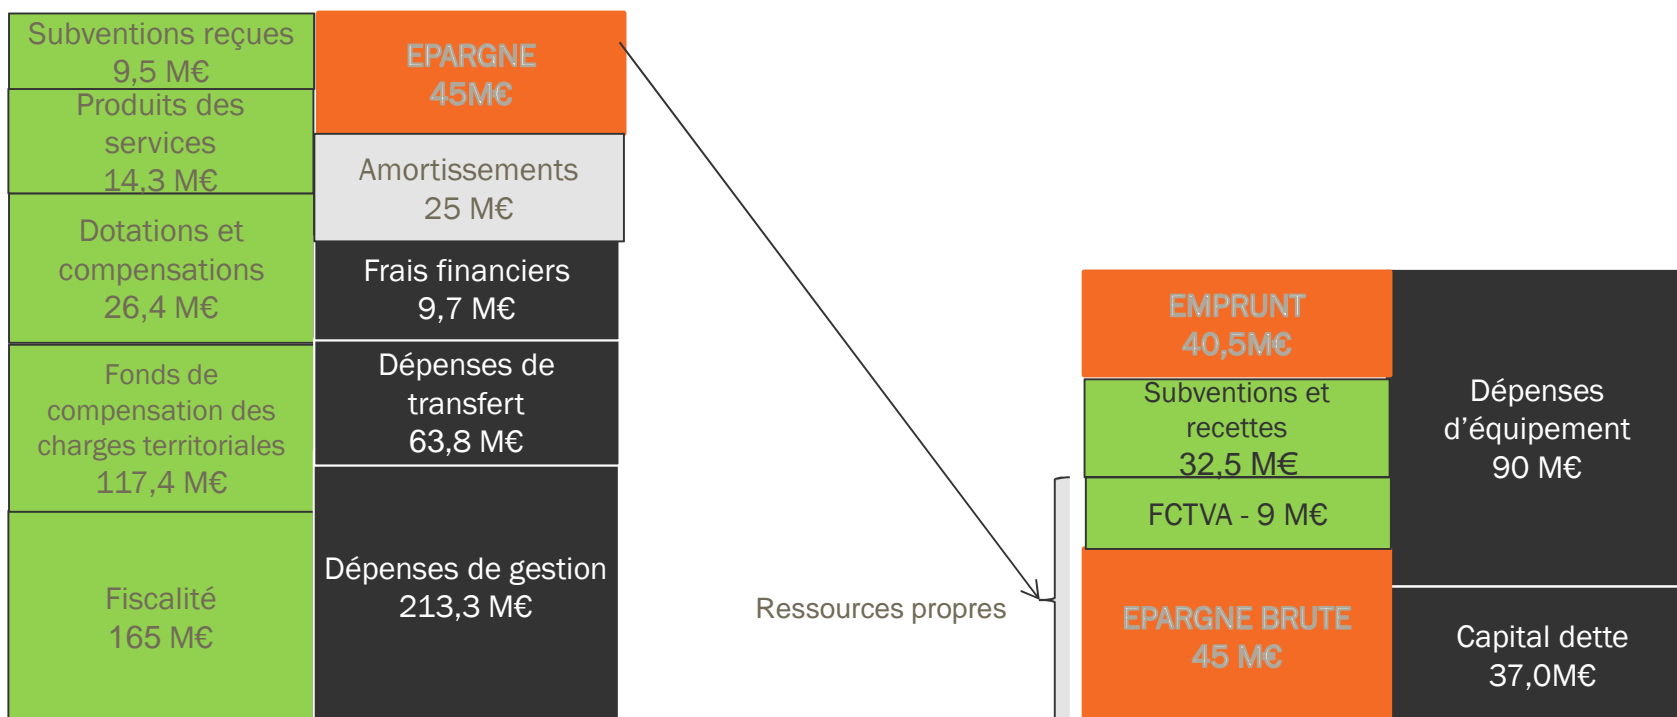 Subventions reçues
9,5 M€
Produits des
services
14,3 M€
Dotations et
compensations
26,4 M€
Fonds de
compensation des
charges territoriales
117,4 M€
Fiscalité
165 M€
EPARGNE
45M€
Amortissements
25 M€
Frais financiers
9,7 M€
Dépenses de
transfert
63,8 M€
Dépenses de gestion
213,3 M€
Ressources propres
EMPRUNT
40,5M€
Subventions et
recettes
32,5 M€
FCTVA - 9 M€
EPARGNE BRUTE
45 M€
Dépenses
d'équipement
90 M€
Capital dette
37,0M€